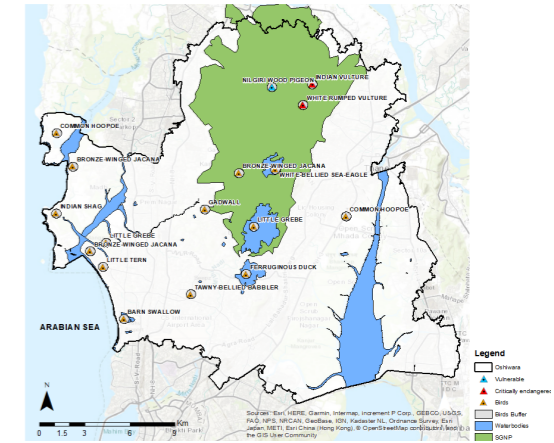 NILGIRI WOOD PIGEON
INDIAN VULTURE
WHITE RUMPED VULTURE
COMMON HOOPOE
BRONZE-WINGED JACANA
BRONZE-WINGED JACANA
WHITE-BELLIED SEA-EAGLE
INDIAN SHAG
GADWALL
COMMON HOOPOE
LITTLE GREBE
LITTLE GREBE
BRONZE-WINGED JACANA
LITTLE TERN
FERRUGINOUS DUCK
TAWNY-BELLIED BABBLER
BARN SWALLOW
ARABIAN SEA
N
Km
0 1.5 3 6 9
Sources: Esri, HERE, Garmin, Intermap, increment P Corp., GEBCO, USGS,
FAO, NPS, NRCAN, GeoBase, IGN, Kadaster NL, Ordnance Survey, Esri
Japan, METI, Esri China (Hong Kong), © OpenStreetMap contributors, and
the GIS User Community
Legend
Oshiwara
Vulnerable
Critically endangered
Birds
Birds Buffer
Waterbodies
SGNP